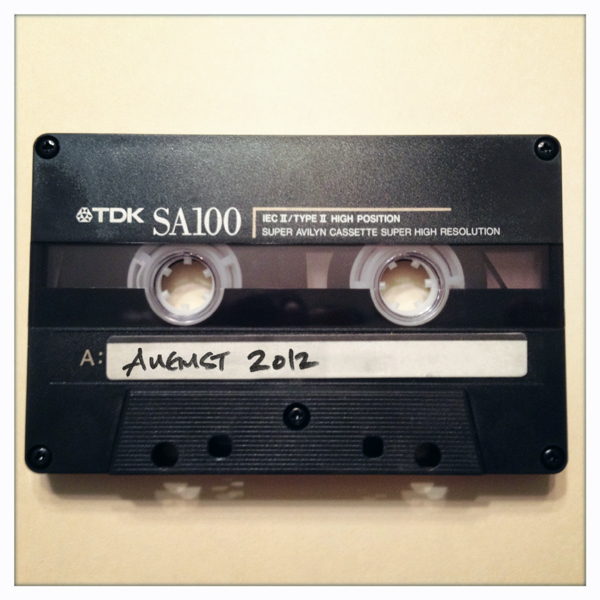 TDK SA100
IEC II/TYPE II HIGH POSITION
SUPER AVILYN CASSETTE SUPER HIGH RESOLUTION
A: AUGUST 2012